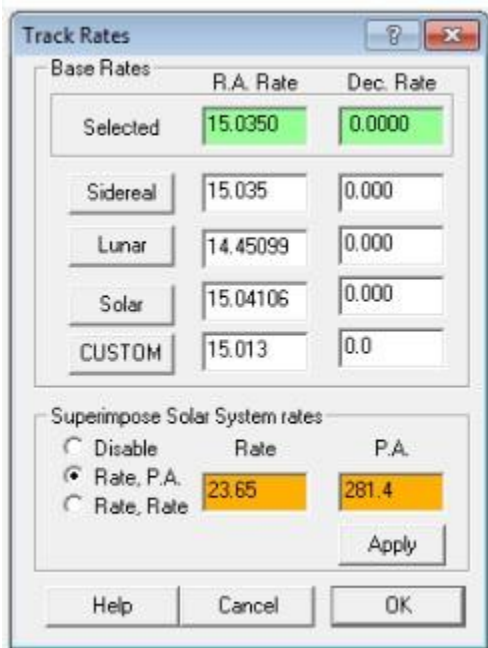 Track Rates
Base Rates
R.A. Rate Dec. Rate
Selected 15.0350 0.0000
Sidereal 15.035 0.000
Lunar 14.45099 0.000
Solar 15.04106 0.000
CUSTOM 15.013 0.0
Superimpose Solar System rates
Disable Rate P.A.
Rate, P.A. 23.65 281.4
Rate, Rate
Apply
Help Cancel OK